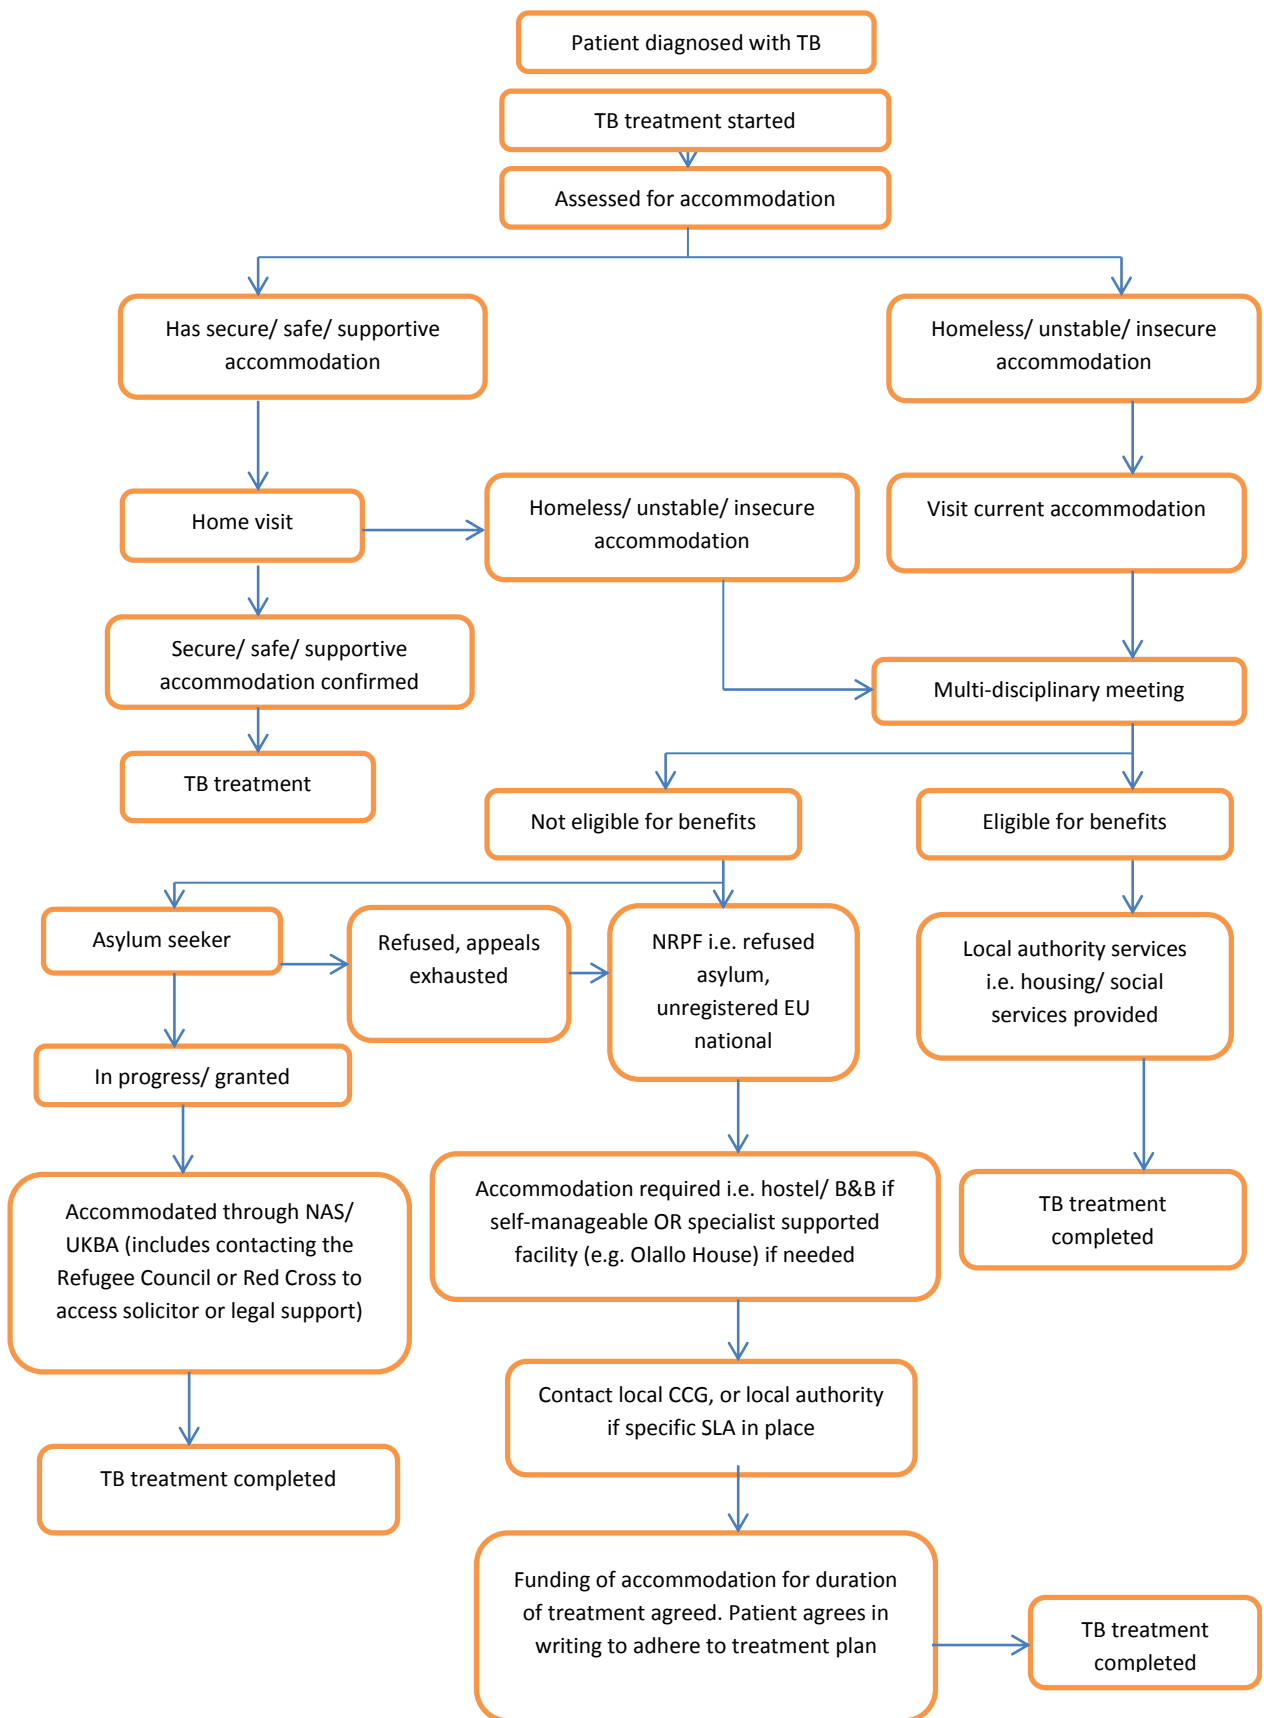 Patient diagnosed with TB
TB treatment started
Assessed for accommodation
Has secure/ safe/ supportive
accommodation
Homeless/ unstable/ insecure
accommodation
Home visit
Homeless/ unstable/ insecure
accommodation
Visit current accommodation
Secure/ safe/ supportive
accommodation confirmed
Multi-disciplinary meeting
TB treatment
Not eligible for benefits
Eligible for benefits
Asylum seeker
Refused, appeals
exhausted
NRPF i.e. refused
asylum,
unregistered EU
national
Local authority services
i.e. housing/ social
services provided
In progress/ granted
Accommodated through NAS/
UKBA (includes contacting the
Refugee Council or Red Cross to
access solicitor or legal support)
Accommodation required i.e. hostel/ B&B if
self-manageable OR specialist supported
facility (e.g. Olallo House) if needed
TB treatment
completed
Contact local CCG, or local authority
if specific SLA in place
TB treatment completed
Funding of accommodation for duration
of treatment agreed. Patient agrees in
writing to adhere to treatment plan
TB treatment
completed